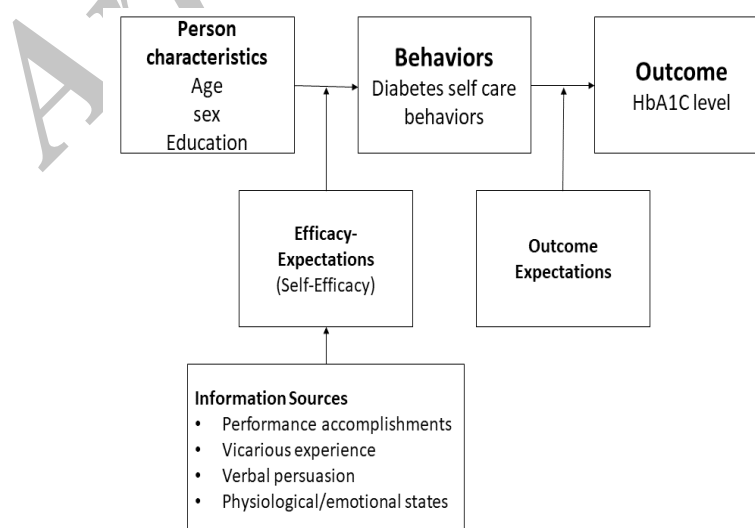 Person
characteristics
Age
sex
Education
Behaviors
Diabetes self care
behaviors
Outcome
HbA1C level
Efficacy-
Expectations
(Self-Efficacy)
Outcome
Expectations
Information Sources
• Performance accomplishments
• Vicarious experience
• Verbal persuasion
• Physiological/emotional states